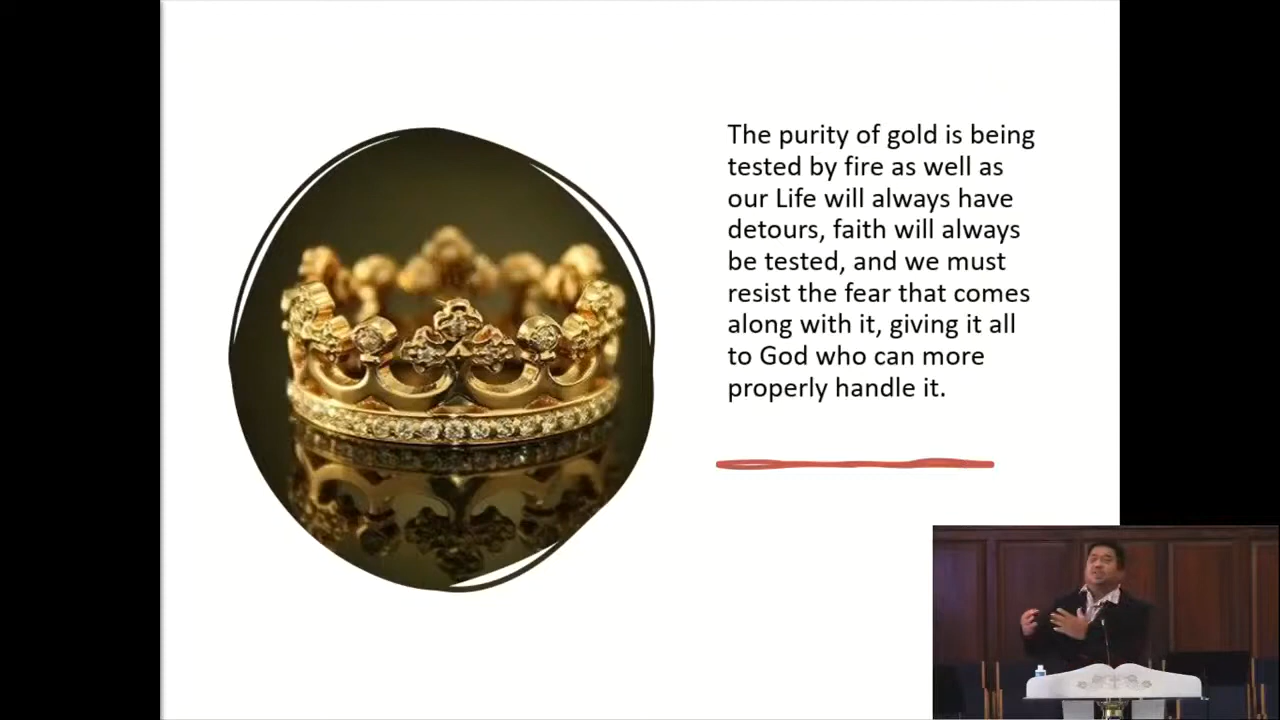 The purity of gold is being
tested by fire as well as
our Life will always have
detours, faith will always
be tested, and we must
resist the fear that comes
along with it, giving it all
to God who can more
properly handle it.